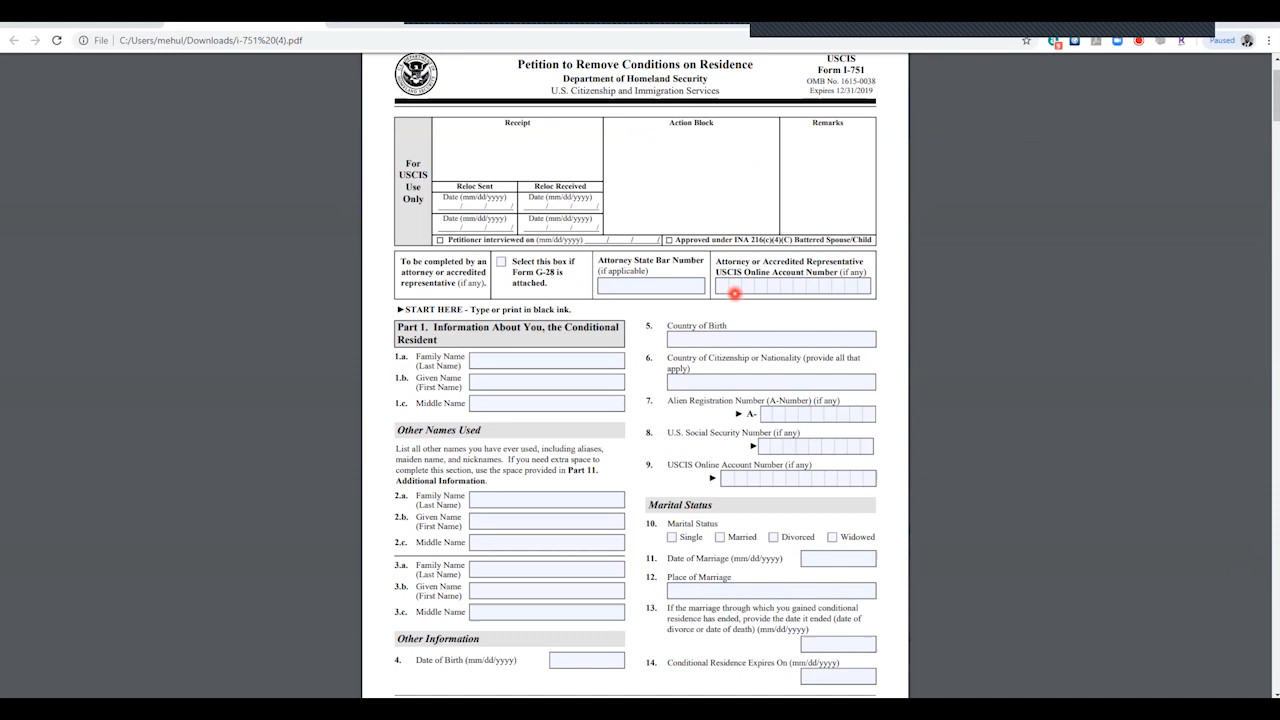 File
C:/Users/mehul/Downloads/i-751%20(4).pdf
Paused
Petition to Remove Conditions on Residence
Department of Homeland Security
U.S. Citizenship and Immigration Services
USCIS
Form I-751
OMB No. 1615-0038
Expires 12/31/2019
For
USCIS
Use
Only
Receipt
Action Block
Remarks
Reloc Sent
Reloc Received
Date (mm/dd/yyyy)
Date (mm/dd/yyyy)
__/__/__
__/__/__
Date (mm/dd/yyyy)
Date (mm/dd/yyyy)
__/__/__
__/__/__
Petitioner interviewed on (mm/dd/yyyy) __/__/__
Approved under INA 216(c)(4)(C) Battered Spouse/Child
To be completed by an
attorney or accredited
representative (if any).
Select this box if
Form G-28 is
attached.
Attorney State Bar Number
(if applicable)
Attorney or Accredited Representative
USCIS Online Account Number (if any)
►START HERE - Type or print in black ink.
Part 1. Information About You, the Conditional
Resident
1.a. Family Name
(Last Name)
1.b. Given Name
(First Name)
1.c. Middle Name
Other Names Used
List all other names you have ever used, including aliases,
maiden name, and nicknames. If you need extra space to
complete this section, use the space provided in Part 11.
Additional Information.
2.a. Family Name
(Last Name)
2.b. Given Name
(First Name)
2.c. Middle Name
3.a. Family Name
(Last Name)
3.b. Given Name
(First Name)
3.c. Middle Name
Other Information
4. Date of Birth (mm/dd/yyyy)
5. Country of Birth
6. Country of Citizenship or Nationality (provide all that
apply)
7. Alien Registration Number (A-Number) (if any)
► A-
8. U.S. Social Security Number (if any)
►
9. USCIS Online Account Number (if any)
►
Marital Status
10. Marital Status
Single Married Divorced Widowed
11. Date of Marriage (mm/dd/yyyy)
12. Place of Marriage
13. If the marriage through which you gained conditional
residence has ended, provide the date it ended (date of
divorce or date of death) (mm/dd/yyyy)
14. Conditional Residence Expires On (mm/dd/yyyy)